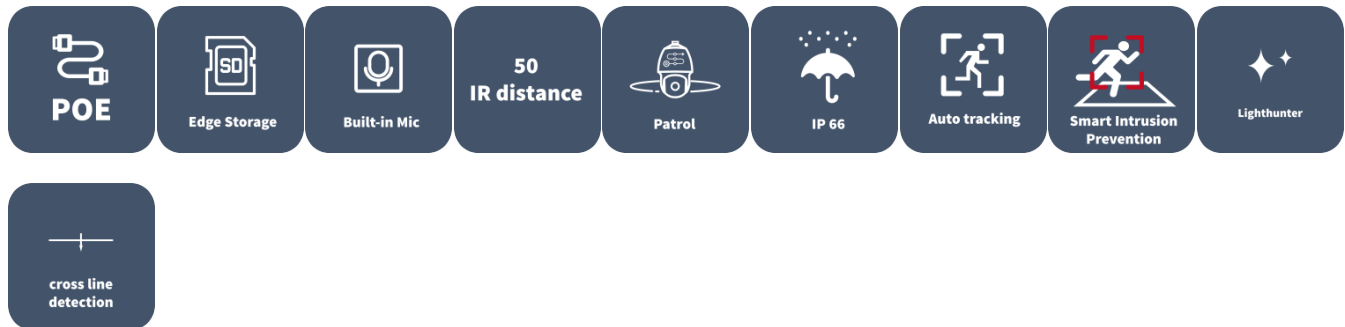 POE
SD
Edge Storage
Built-in Mic
50
IR distance
Patrol
IP 66
Auto tracking
Smart Intrusion
Prevention
Lighthunter
cross line
detection